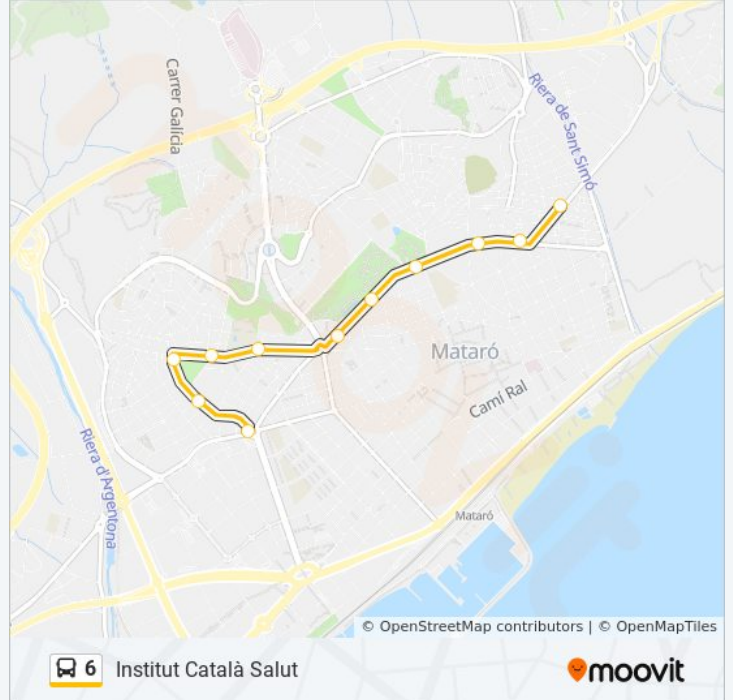 Carrer Galícia
Riera de Sant Simó
Mataró
Camí Ral
Riera d'Argentona
Mataró
© OpenStreetMap contributors | © OpenMapTiles
6 Institut Català Salut
moovit